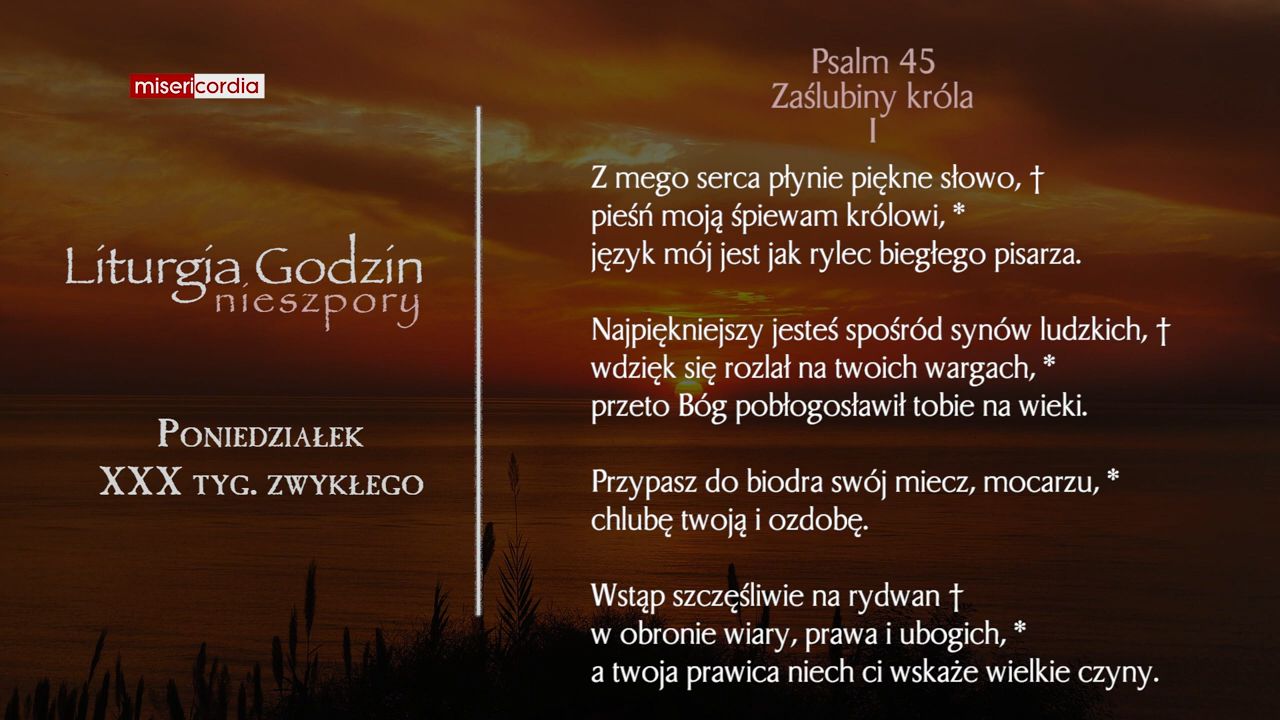 misericordia
Liturgia Godzin
nieszpory
Poniedziałek
XXX tyg. zwykłego
Psalm 45
Zaślubiny króla
I
Z mego serca płynie piękne słowo, †
pieśń moją śpiewam królowi, *
język mój jest jak rylec biegłego pisarza.
Najpiękniejszy jesteś spośród synów ludzkich, †
wdzięk się rozlał na twoich wargach, *
przeto Bóg pobłogosławił tobie na wieki.
Przypasz do biodra swój miecz, mocarzu, *
chlubę twoją i ozdobę.
Wstąp szczęśliwie na rydwan †
w obronie wiary, prawa i ubogich, *
a twoja prawica niech ci wskaże wielkie czyny.